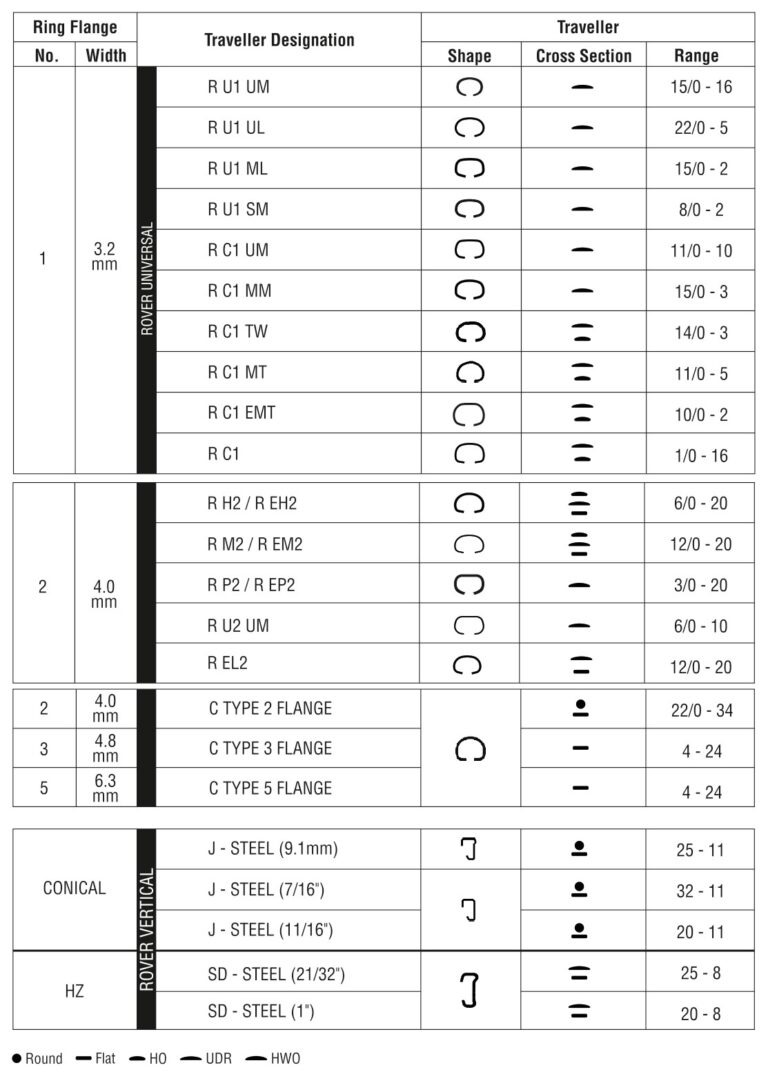 Ring Flange Traveller Designation Traveller
No. Width Shape Cross Section Range
ROVER UNIVERSAL
1 3.2 mm
R U1 UM 15/0 - 16
R U1 UL 22/0 - 5
R U1 ML 15/0 - 2
R U1 SM 8/0 - 2
R C1 UM 11/0 - 10
R C1 MM 15/0 - 3
R C1 TW 14/0 - 3
R C1 MT 11/0 - 5
R C1 EMT 10/0 - 2
R C1 1/0 - 16
2 4.0 mm
R H2 / R EH2 6/0 - 20
R M2 / R EM2 12/0 - 20
R P2 / R EP2 3/0 - 20
R U2 UM 6/0 - 10
R EL2 12/0 - 20
2 4.0 mm C TYPE 2 FLANGE 22/0 - 34
3 4.8 mm C TYPE 3 FLANGE 4 - 24
5 6.3 mm C TYPE 5 FLANGE 4 - 24
ROVER VERTICAL
CONICAL
J - STEEL (9.1mm) 25 - 11
J - STEEL (7/16") 32 - 11
J - STEEL (11/16") 20 - 11
HZ
SD - STEEL (21/32") 25 - 8
SD - STEEL (1") 20 - 8
Round Flat HO UDR HWO